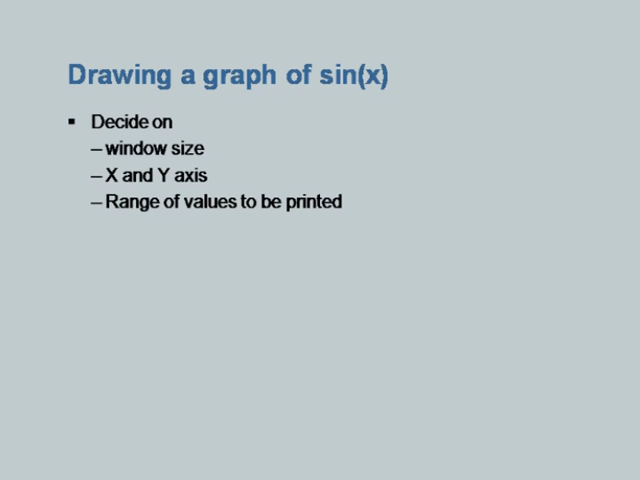 Drawing a graph of sin(x)
▪ Decide on
– window size
– X and Y axis
– Range of values to be printed